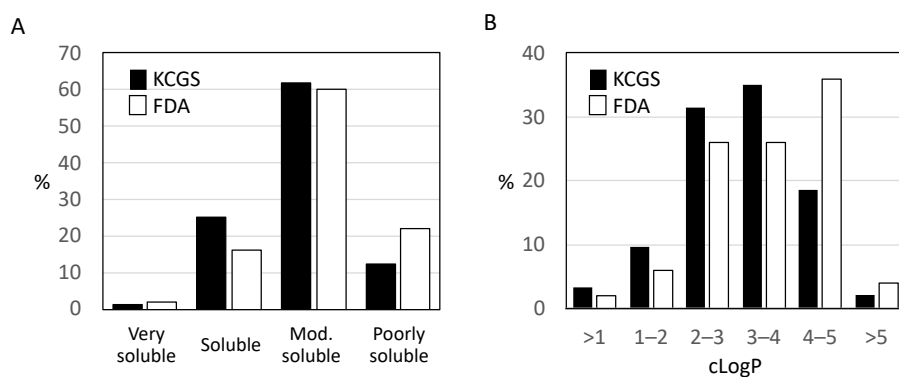 A
70
60
50
40
30
20
10
0
%
KCGS
FDA
Very
soluble
Soluble
Mod.
soluble
Poorly
soluble
B
40
30
20
10
0
%
KCGS
FDA
>1
1–2
2–3
3–4
4–5
>5
cLogP